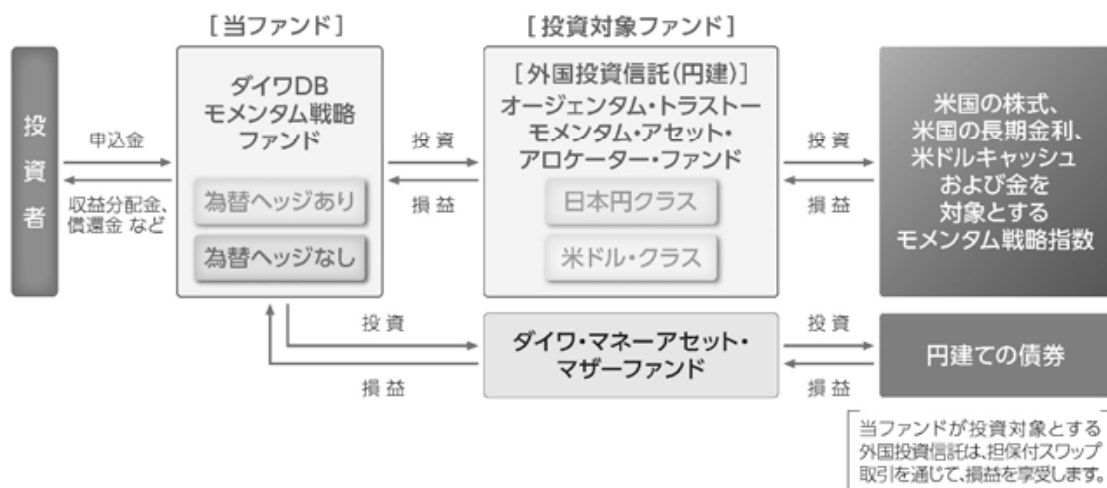 [当ファンド]
[投資対象ファンド]
投資者
申込金
収益分配金、
償還金 など
ダイワDB
モメンタム戦略
ファンド
為替ヘッジあり
為替ヘッジなし
投資
損益
[外国投資信託(円建)]
オージェンタム・トラストー
モメンタム・アセット・
アロケーター・ファンド
日本円クラス
米ドル・クラス
投資
損益
米国の株式、
米国の長期金利、
米ドルキャッシュ
および金を
対象とする
モメンタム戦略指数
投資
損益
ダイワ・マネーアセット・
マザーファンド
投資
損益
円建ての債券
当ファンドが投資対象とする
外国投資信託は、担保付スワップ
取引を通じて、損益を享受します。